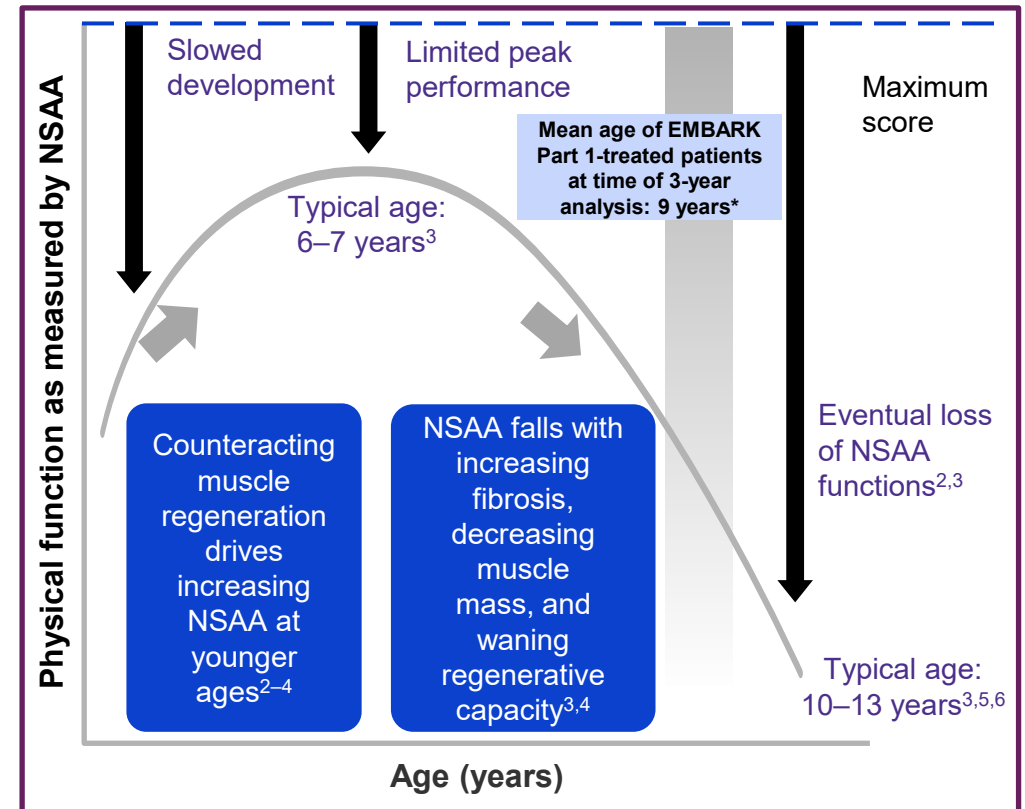 Physical function as measured by NSAA
Slowed
development
Limited peak
performance
Maximum
score
Mean age of EMBARK
Part 1-treated patients
at time of 3-year
analysis: 9 years*
Typical age:
6–7 years3
Counteracting
muscle
regeneration
drives
increasing
NSAA at
younger
ages2–4
NSAA falls with
increasing
fibrosis,
decreasing
muscle
mass, and
waning
regenerative
capacity3,4
Eventual loss
of NSAA
functions2,3
Typical age:
10–13 years3,5,6
Age (years)